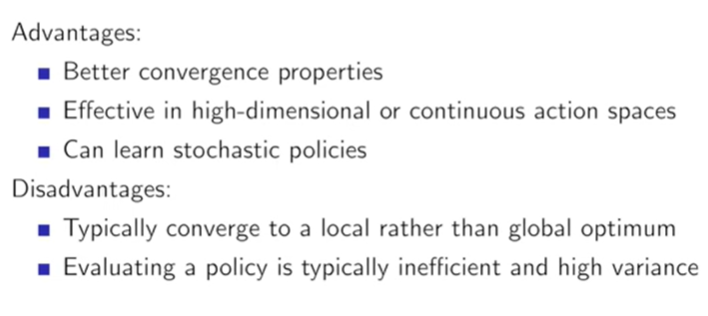 Advantages:
Better convergence properties
Effective in high-dimensional or continuous action spaces
Can learn stochastic policies
Disadvantages:
Typically converge to a local rather than global optimum
Evaluating a policy is typically inefficient and high variance